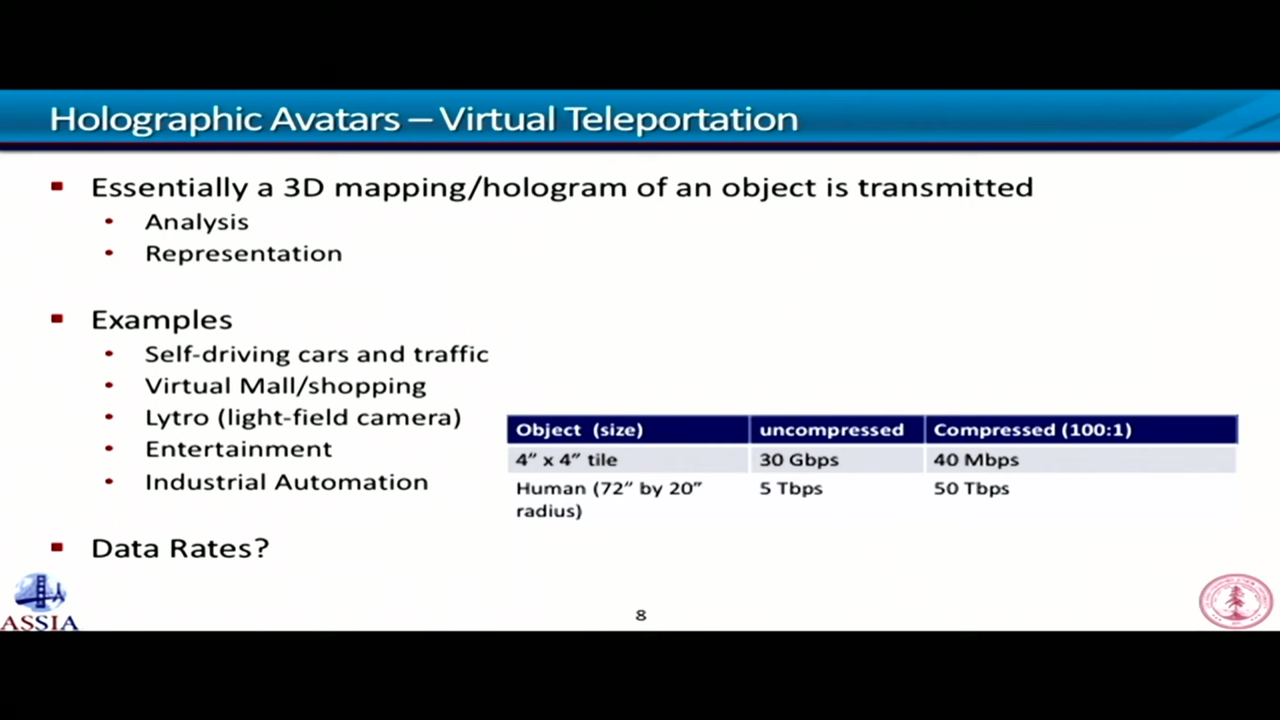 Holographic Avatars – Virtual Teleportation
Essentially a 3D mapping/hologram of an object is transmitted
Analysis
Representation
Examples
Self-driving cars and traffic
Virtual Mall/shopping
Lytro (light-field camera)
Entertainment
Industrial Automation
Object (size) uncompressed Compressed (100:1)
4” x 4” tile 30 Gbps 40 Mbps
Human (72” by 20” 5 Tbps 50 Tbps
radius)
Data Rates?
ASSIA
8